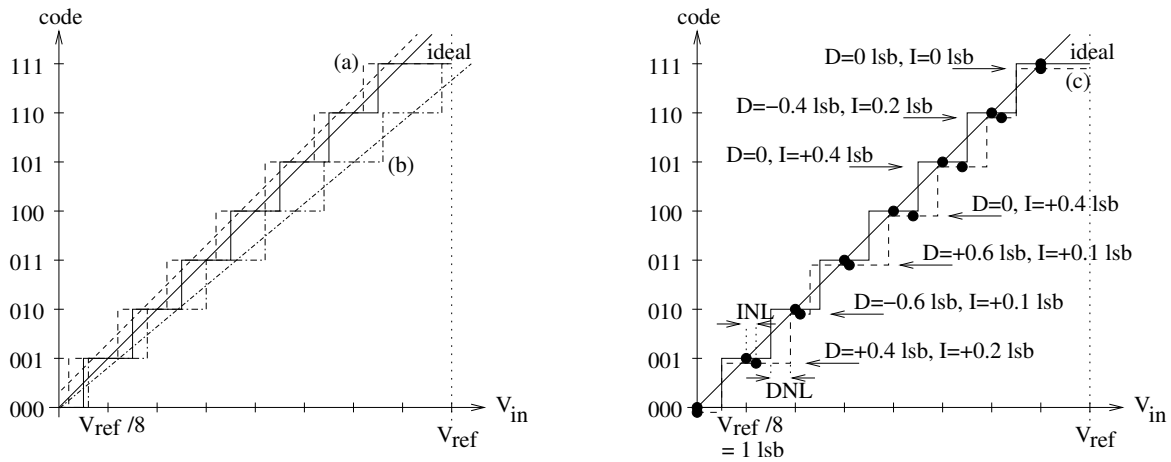 code
ideal
(a)
(b)
111
110
101
100
011
010
001
000
V_ref /8
V_in
V_ref
code
ideal
(c)
111
110
101
100
011
010
001
000
D=0 lsb, I=0 lsb
D=−0.4 lsb, I=0.2 lsb
D=0, I=+0.4 lsb
D=0, I=+0.4 lsb
D=+0.6 lsb, I=+0.1 lsb
D=−0.6 lsb, I=+0.1 lsb
INL
D=+0.4 lsb, I=+0.2 lsb
DNL
V_ref /8
= 1 lsb
V_in
V_ref